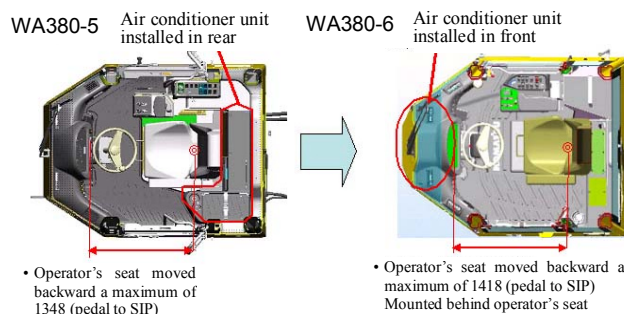 WA380-5
Air conditioner unit
installed in rear
WA380-6
Air conditioner unit
installed in front
• Operator's seat moved
backward a maximum of
1348 (pedal to SIP)
• Operator's seat moved backward a
maximum of 1418 (pedal to SIP)
Mounted behind operator's seat